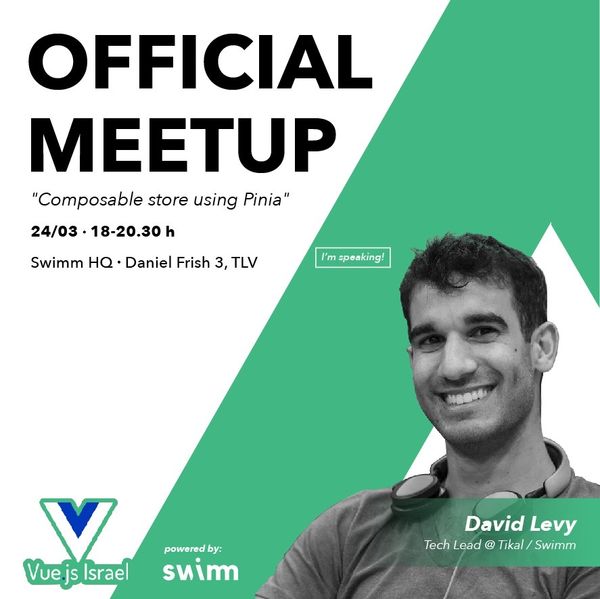 OFFICIAL
MEETUP
"Composable store using Pinia"
24/03 · 18-20.30 h
Swimm HQ · Daniel Frish 3, TLV
I'm speaking!
David Levy
Tech Lead @ Tikal / Swimm
Vue.js Israel
powered by:
swimm